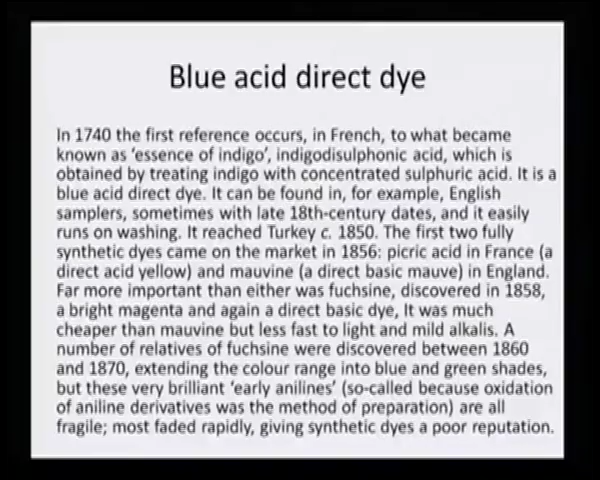 Blue acid direct dye
In 1740 the first reference occurs, in French, to what became
known as 'essence of indigo', indigodisulphonic acid, which is
obtained by treating indigo with concentrated sulphuric acid. It is a
blue acid direct dye. It can be found in, for example, English
samplers, sometimes with late 18th-century dates, and it easily
runs on washing. It reached Turkey c. 1850. The first two fully
synthetic dyes came on the market in 1856: picric acid in France (a
direct acid yellow) and mauvine (a direct basic mauve) in England.
Far more important than either was fuchsine, discovered in 1858,
a bright magenta and again a direct basic dye, It was much
cheaper than mauvine but less fast to light and mild alkalis. A
number of relatives of fuchsine were discovered between 1860
and 1870, extending the colour range into blue and green shades,
but these very brilliant 'early anilines' (so-called because oxidation
of aniline derivatives was the method of preparation) are all
fragile; most faded rapidly, giving synthetic dyes a poor reputation.